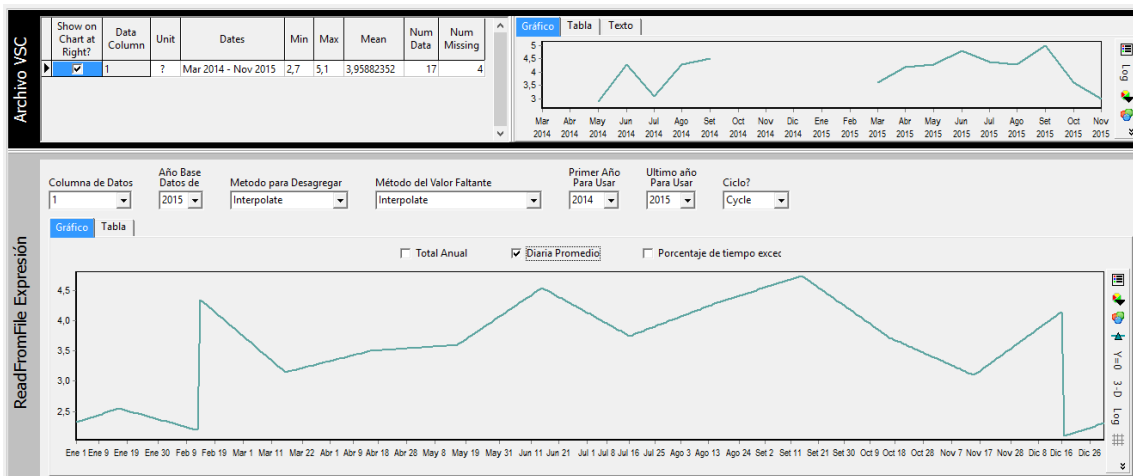 Archivo VSC
Show on Chart at Right? Data Column Unit Dates Min Max Mean Num Data Num Missing
1 ? Mar 2014 - Nov 2015 2,7 5,1 3,95882352 17 4
Gráfico Tabla Texto
5
4,5
3,5
3
Mar Abr May Jun Jul Ago Set Oct Nov Dic Ene Feb Mar Abr May Jun Jul Ago Set Oct Nov
2014 2014 2014 2014 2014 2014 2014 2014 2014 2014 2015 2015 2015 2015 2015 2015 2015 2015 2015 2015 2015
Log
ReadFromFile Expresión
Columna de Datos Año Base Datos de Metodo para Desagregar Método del Valor Faltante Primer Año Para Usar Ultimo año Para Usar Ciclo?
1 2015 Interpolate Interpolate 2014 2015 Cycle
Gráfico Tabla
Total Anual Diaria Promedio Porcentaje de tiempo excec
4,5
4,0
3,5
3,0
2,5
Ene 1 Ene 9 Ene 19 Ene 30 Feb 9 Feb 19 Mar 1 Mar 11 Mar 22 Abr 1 Abr 9 Abr 18 Abr 28 May 8 May 19 May 31 Jun 11 Jun 21 Jul 1 Jul 8 Jul 16 Jul 25 Ago 3 Ago 13 Ago 24 Set 2 Set 11 Set 21 Set 30 Oct 9 Oct 18 Oct 28 Nov 7 Nov 17 Nov 28 Dic 6 Dic 16 Dic 26
Y=0
3-D
Log